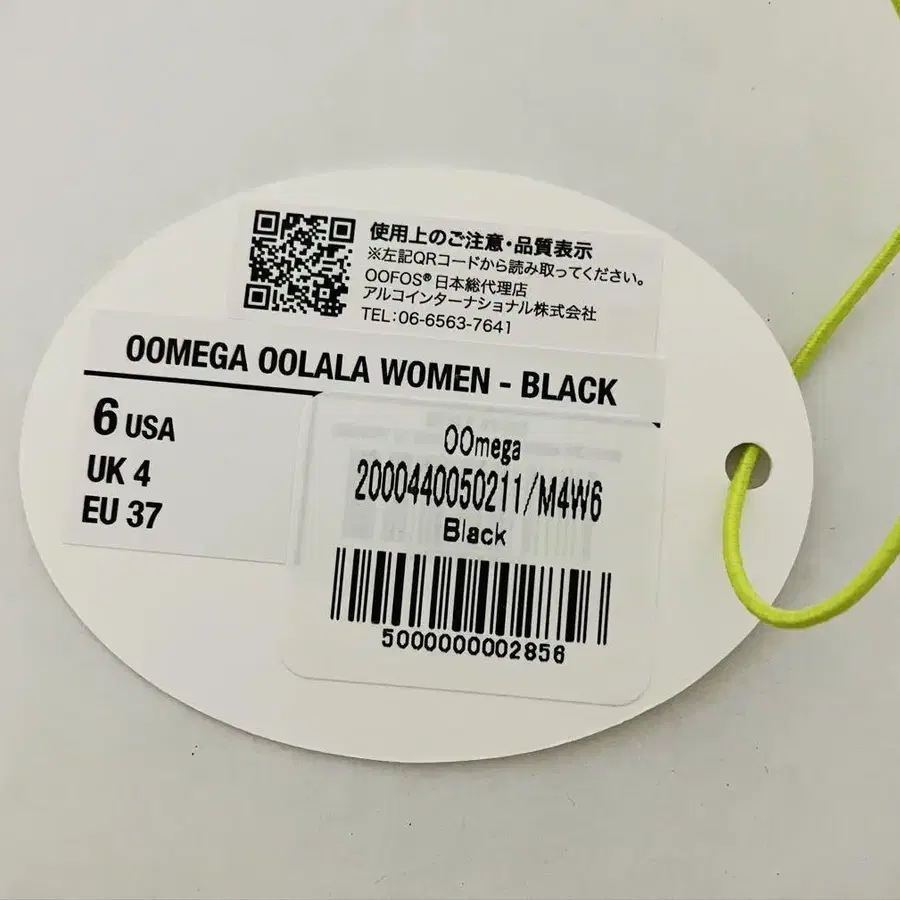 使用上のご注意・品質表示
※左記QRコードから読み取ってください。
OOFOS® 日本総代理店
アルコインターナショナル株式会社
TEL:06-6563-7641
OOMEGA OOLALA WOMEN - BLACK
6 USA
UK 4
EU 37
OOmega
2000440050211/M4W6
Black
5000000002856